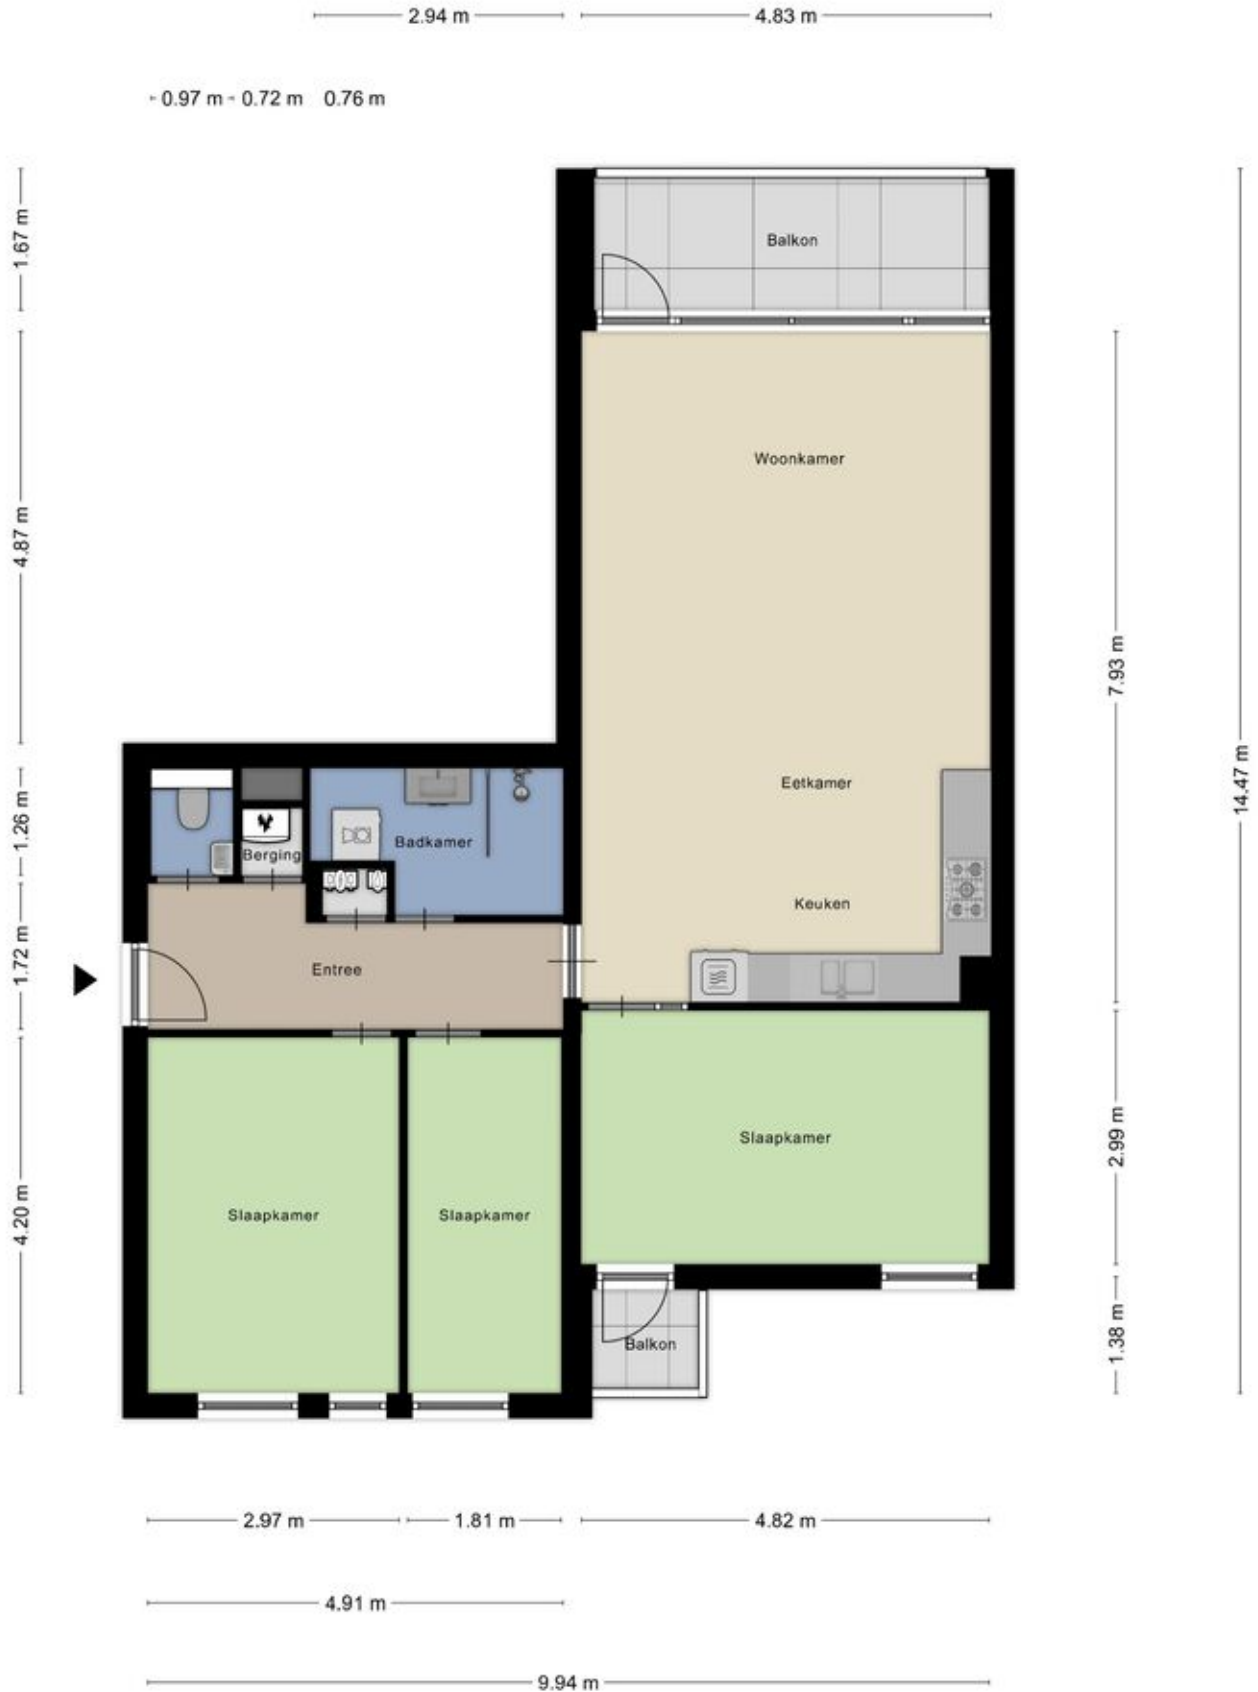 2.94 m
4.83 m
0.97 m
0.72 m
0.76 m
1.67 m
Balkon
4.87 m
Woonkamer
7.93 m
14.47 m
Eetkamer
1.26 m
Badkamer
Berging
Keuken
1.72 m
Entree
4.20 m
Slaapkamer
Slaapkamer
Slaapkamer
2.99 m
Balkon
1.38 m
2.97 m
1.81 m
4.82 m
4.91 m
9.94 m